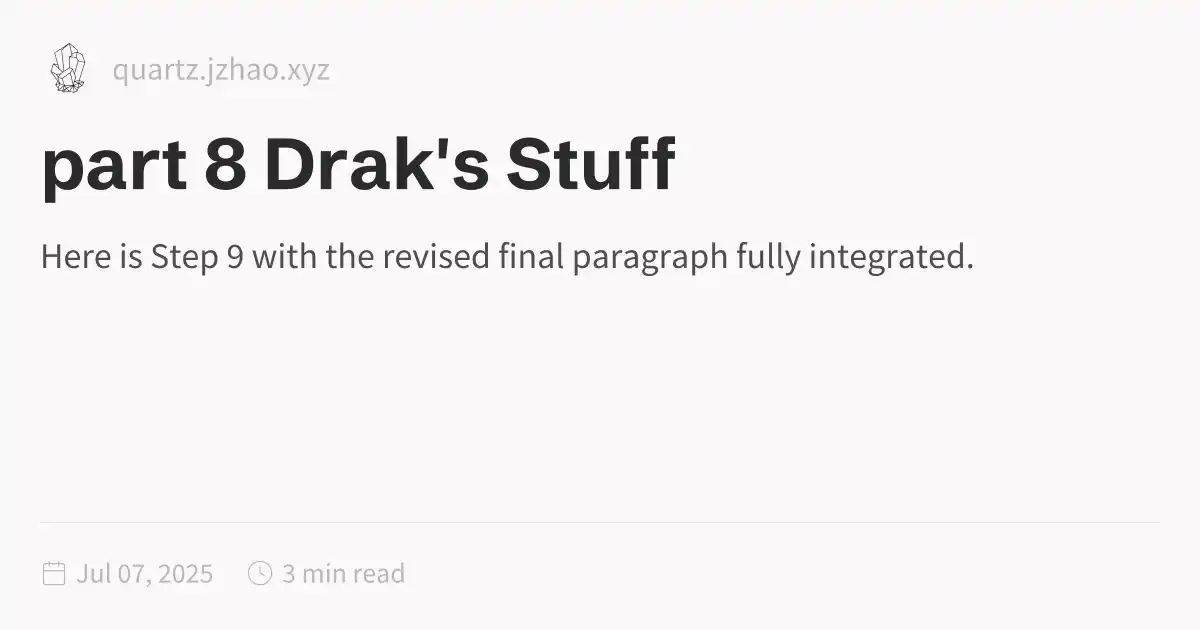 quartz.jzhao.xyz
part 8 Drak's Stuff
Here is Step 9 with the revised final paragraph fully integrated.
Jul 07, 2025 3 min read